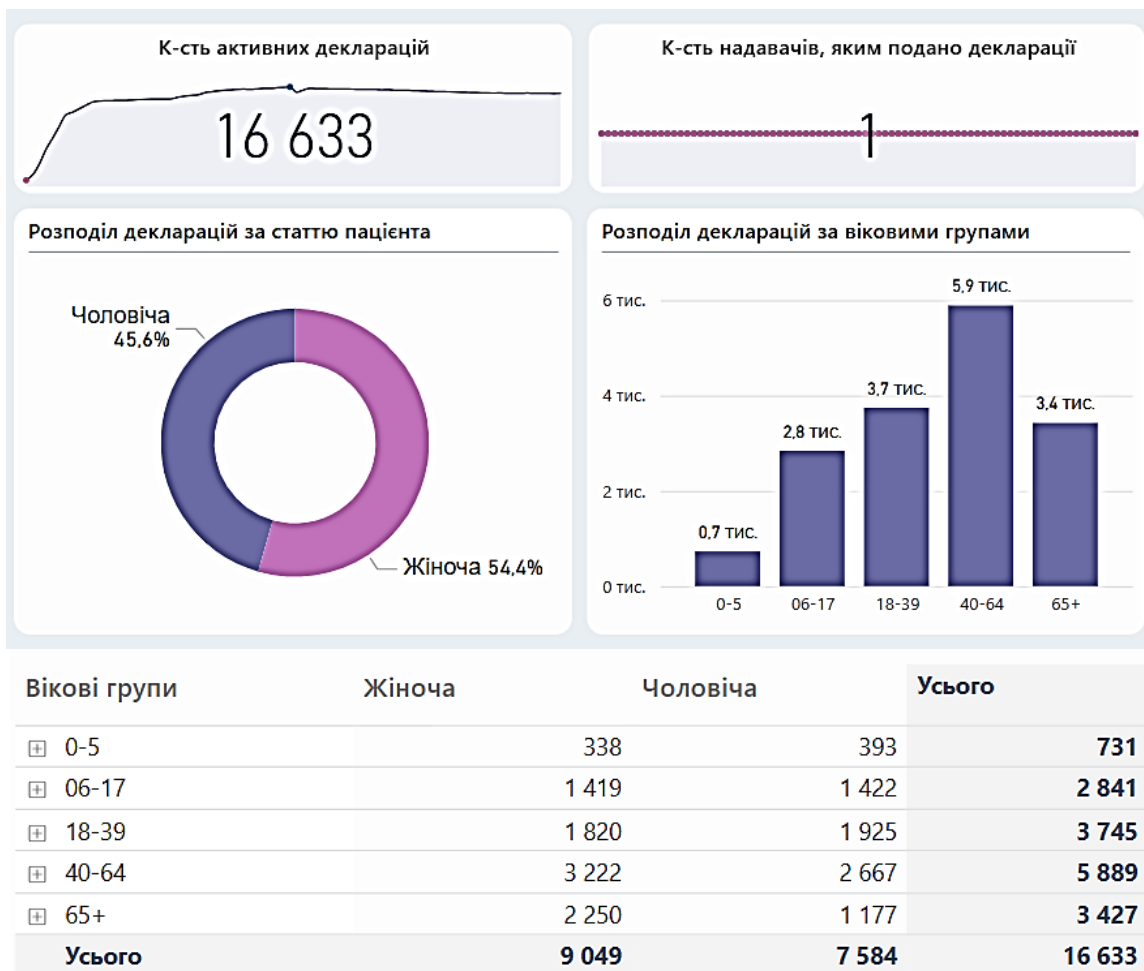 К-сть активних декларацій
16 633
К-сть надавачів, яким подано декларації
1
Розподіл декларацій за статтю пацієнта
Чоловіча
45,6%
Жіноча 54,4%
Розподіл декларацій за віковими групами
6 тис.
4 тис.
2 тис.
0 тис.
0,7 тис.
2,8 тис.
3,7 тис.
5,9 тис.
3,4 тис.
0-5 06-17 18-39 40-64 65+
Вікові групи Жіноча Чоловіча Усього
0-5 338 393 731
06-17 1 419 1 422 2 841
18-39 1 820 1 925 3 745
40-64 3 222 2 667 5 889
65+ 2 250 1 177 3 427
Усього 9 049 7 584 16 633